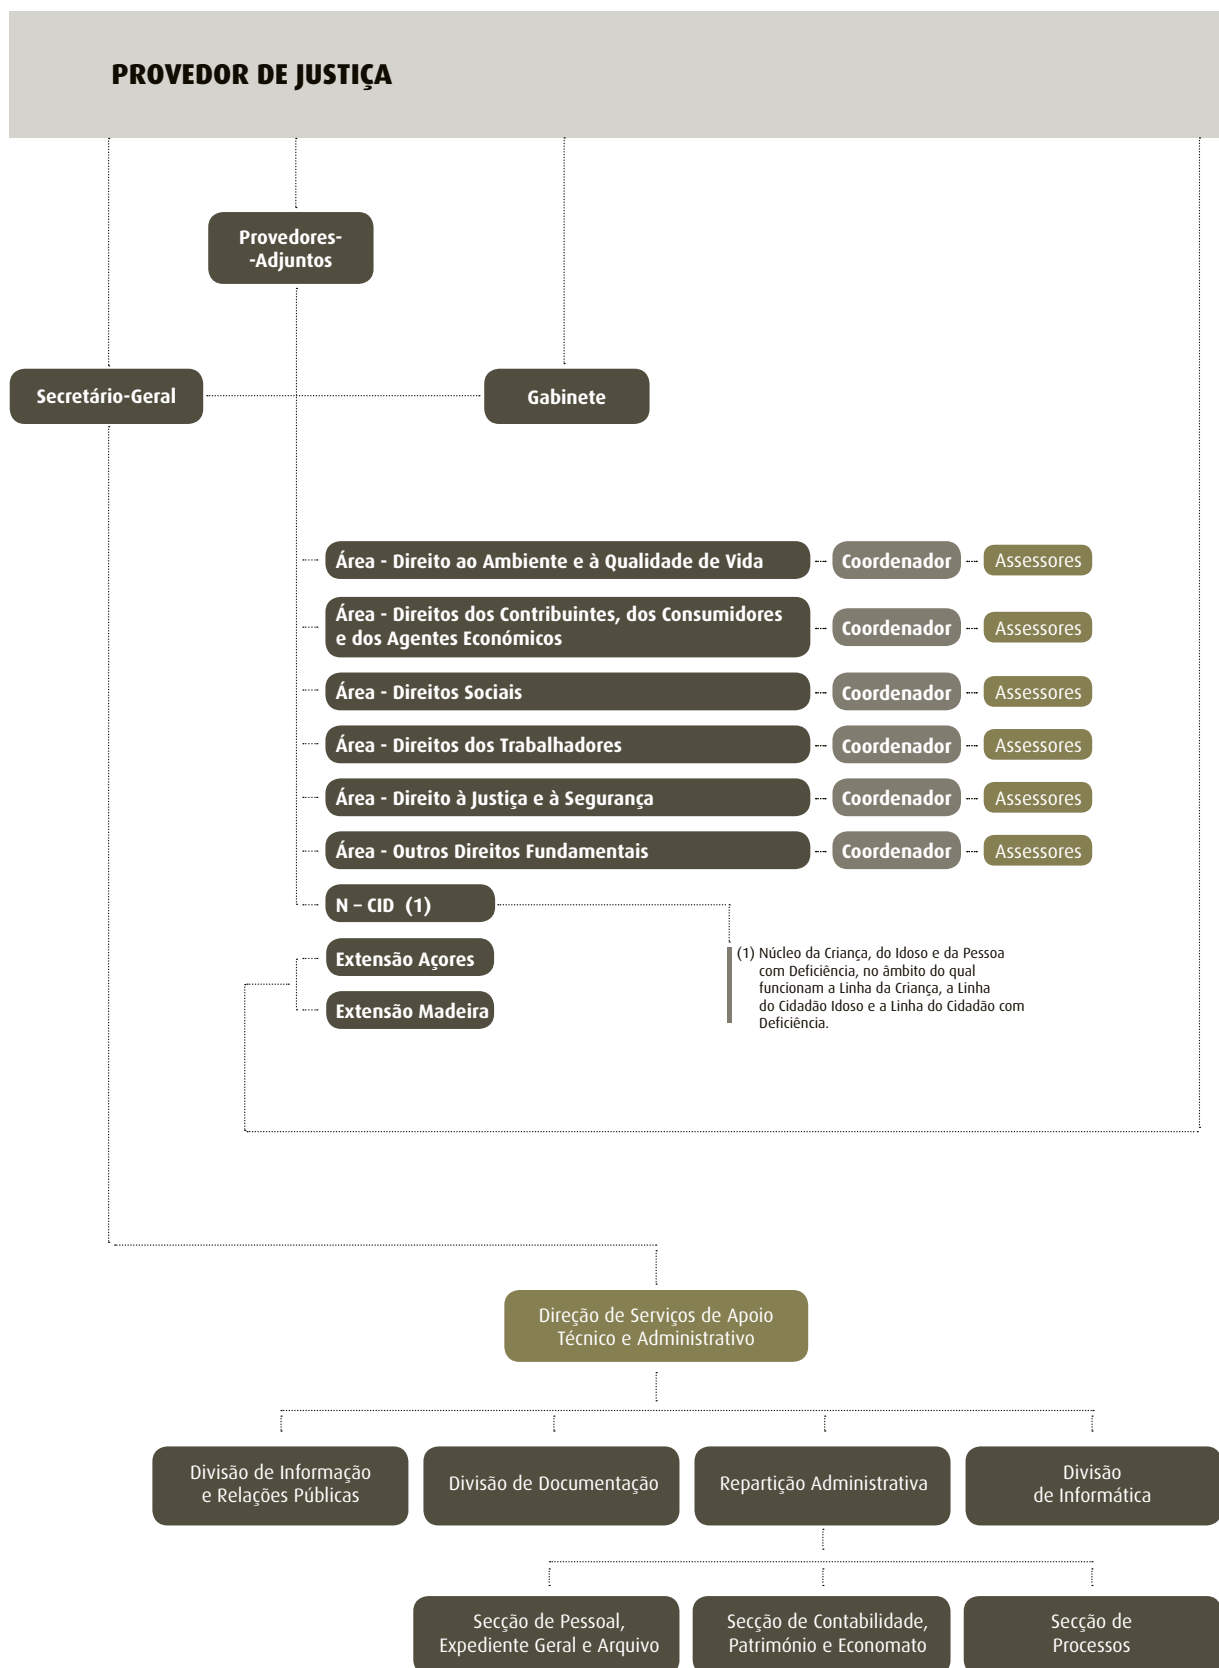 PROVEDOR DE JUSTIÇA
Provedores-
-Adjuntos
Secretário-Geral
Gabinete
Área - Direito ao Ambiente e à Qualidade de Vida
Coordenador
Assessores
Área - Direitos dos Contribuintes, dos Consumidores
e dos Agentes Económicos
Coordenador
Assessores
Área - Direitos Sociais
Coordenador
Assessores
Área - Direitos dos Trabalhadores
Coordenador
Assessores
Área - Direito à Justiça e à Segurança
Coordenador
Assessores
Área - Outros Direitos Fundamentais
Coordenador
Assessores
N – CID (1)
Extensão Açores
Extensão Madeira
(1) Núcleo da Criança, do Idoso e da Pessoa
com Deficiência, no âmbito do qual
funcionam a Linha da Criança, a Linha
do Cidadão Idoso e a Linha do Cidadão com
Deficiência.
Direção de Serviços de Apoio
Técnico e Administrativo
Divisão de Informação
e Relações Públicas
Divisão de Documentação
Repartição Administrativa
Divisão
de Informática
Secção de Pessoal,
Expediente Geral e Arquivo
Secção de Contabilidade,
Património e Economato
Secção de
Processos